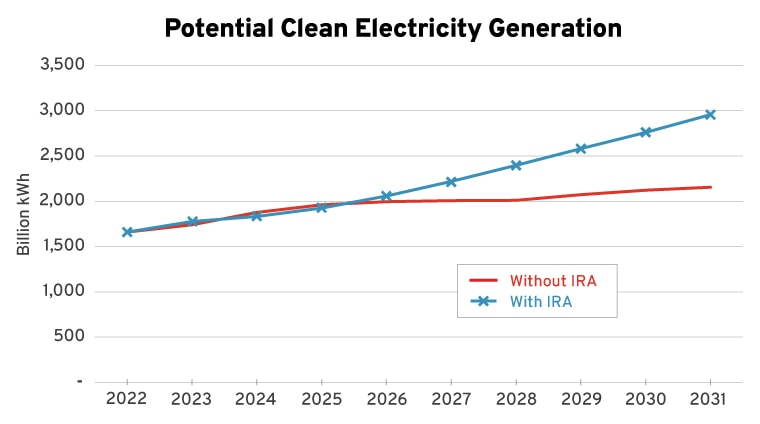 Potential Clean Electricity Generation
3,500
3,000
2,500
2,000
1,500
1,000
500
-
Billion kWh
Without IRA
With IRA
2022 2023 2024 2025 2026 2027 2028 2029 2030 2031